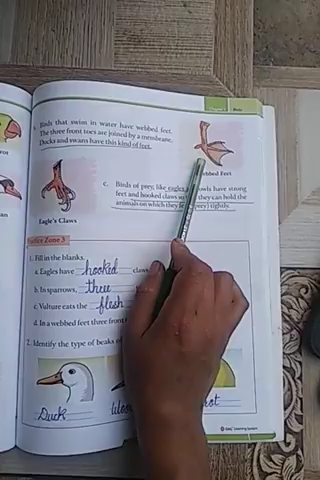 Birds that swim in water have webbed feet.
The three front toes are joined by a membrane.
Ducks and swans have this kind of feet.
Webbed Feet
c. Birds of prey, like eagles owls have strong
feet and hooked claws they can hold the
animals on which they (prey) tightly.
Eagle's Claws
Practice Zone 3
1. Fill in the blanks.
a. Eagles have hooked claws
b. In sparrows, three
c. Vulture eats the flesh
d. In a webbed feet three front
2. Identify the type of beaks of
Duck